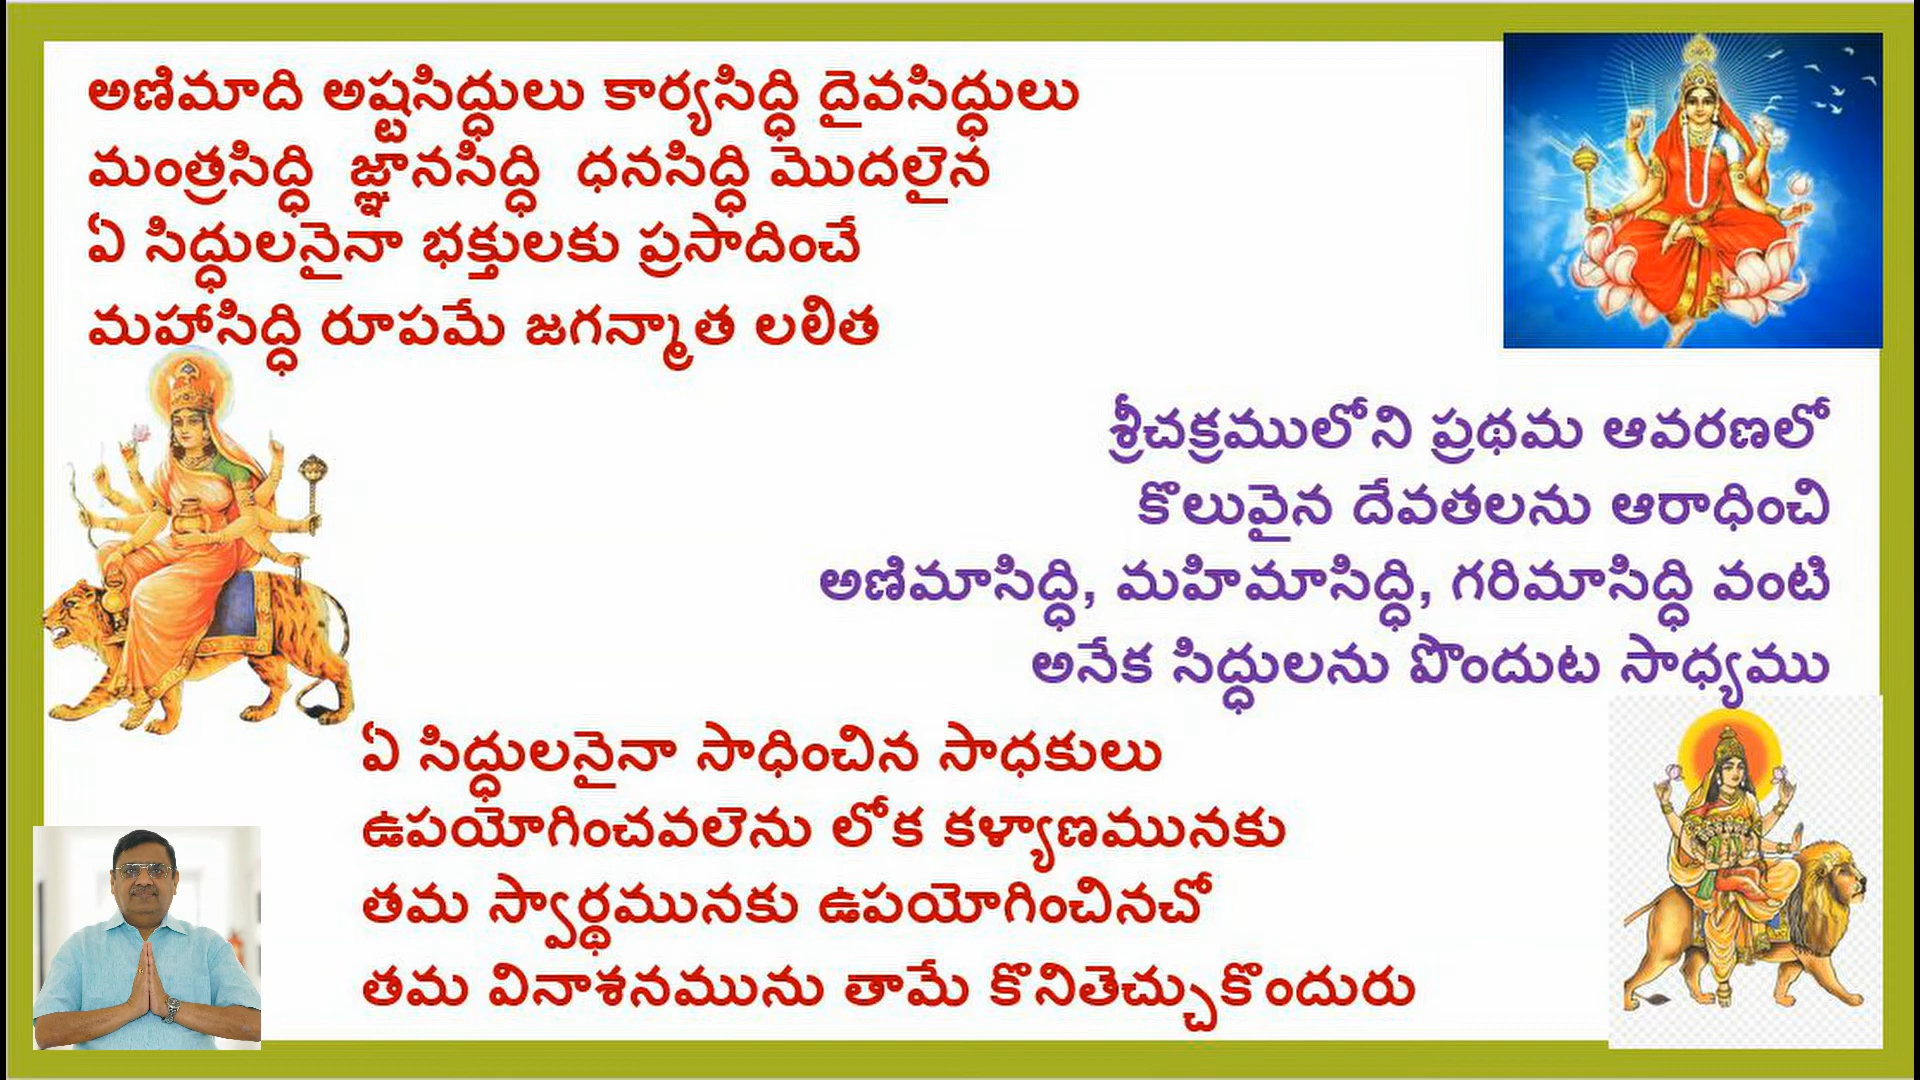 అణిమాది అష్టసిద్ధులు కార్యసిద్ధి దైవసిద్ధులు
మంత్రసిద్ధి జ్ఞానసిద్ధి ధనసిద్ధి మొదలైన
ఏ సిద్ధులనైనా భక్తులకు ప్రసాదించే
మహాసిద్ధి రూపమే జగన్మాత లలిత
శ్రీచక్రములోని ప్రథమ ఆవరణలో
కొలువైన దేవతలను ఆరాధించి
అణిమాసిద్ధి, మహిమాసిద్ధి, గరిమాసిద్ధి వంటి
అనేక సిద్ధులను పొందుట సాధ్యము
ఏ సిద్ధులనైనా సాధించిన సాధకులు
ఉపయోగించవలెను లోక కళ్యాణమునకు
తమ స్వార్థమునకు ఉపయోగించినచో
తమ వినాశనమును తామే కొనితెచ్చుకొందురు